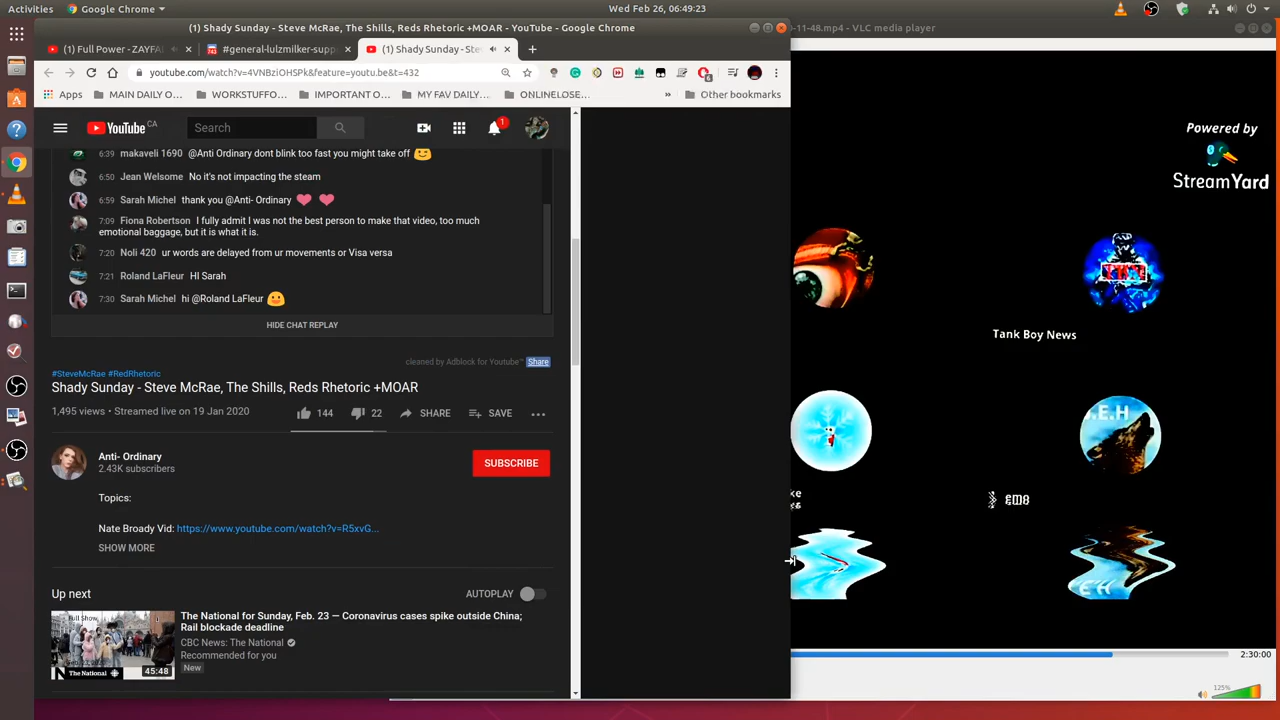 Activities
Google Chrome
Wed Feb 26, 06:49:23
(1) Shady Sunday - Steve McRae, The Shills, Reds Rhetoric +MOAR - YouTube - Google Chrome
0-11-48.mp4 - VLC media player
(1) Full Power - ZAYFA
#general-lulzmilker-supp
(1) Shady Sunday - Ste
youtube.com/watch?v=4VNBziOHSPk&feature=youtu.be&t=432
Apps
MAIN DAILY O...
WORKSTUFFO...
IMPORTANT O...
MY FAV DAILY...
ONLINELOSE...
»
Other bookmarks
YouTube CA
Search
1
6:39 makaveli 1690 @Anti Ordinary dont blink too fast you might take off
6:50 Jean Welsome No it's not impacting the steam
6:59 Sarah Michel thank you @Anti- Ordinary
7:09 Fiona Robertson I fully admit I was not the best person to make that video, too much
emotional baggage, but it is what it is.
7:20 Noli 420 ur words are delayed from ur movements or Visa versa
7:21 Roland LaFleur HI Sarah
7:30 Sarah Michel hi @Roland LaFleur
HIDE CHAT REPLAY
cleaned by Adblock for Youtube™ Share
#SteveMcRae #RedRhetoric
Shady Sunday - Steve McRae, The Shills, Reds Rhetoric +MOAR
1,495 views • Streamed live on 19 Jan 2020
144
22
SHARE
SAVE
Anti- Ordinary
2.43K subscribers
SUBSCRIBE
Topics:
Nate Broady Vid: https://www.youtube.com/watch?v=R5xvG...
SHOW MORE
Up next
AUTOPLAY
The National for Sunday, Feb. 23 — Coronavirus cases spike outside China;
Rail blockade deadline
CBC News: The National
Recommended for you
New
Full Show
The National
45:48
Powered by
StreamYard
Tank Boy News
.E.H
2:30:00
125%